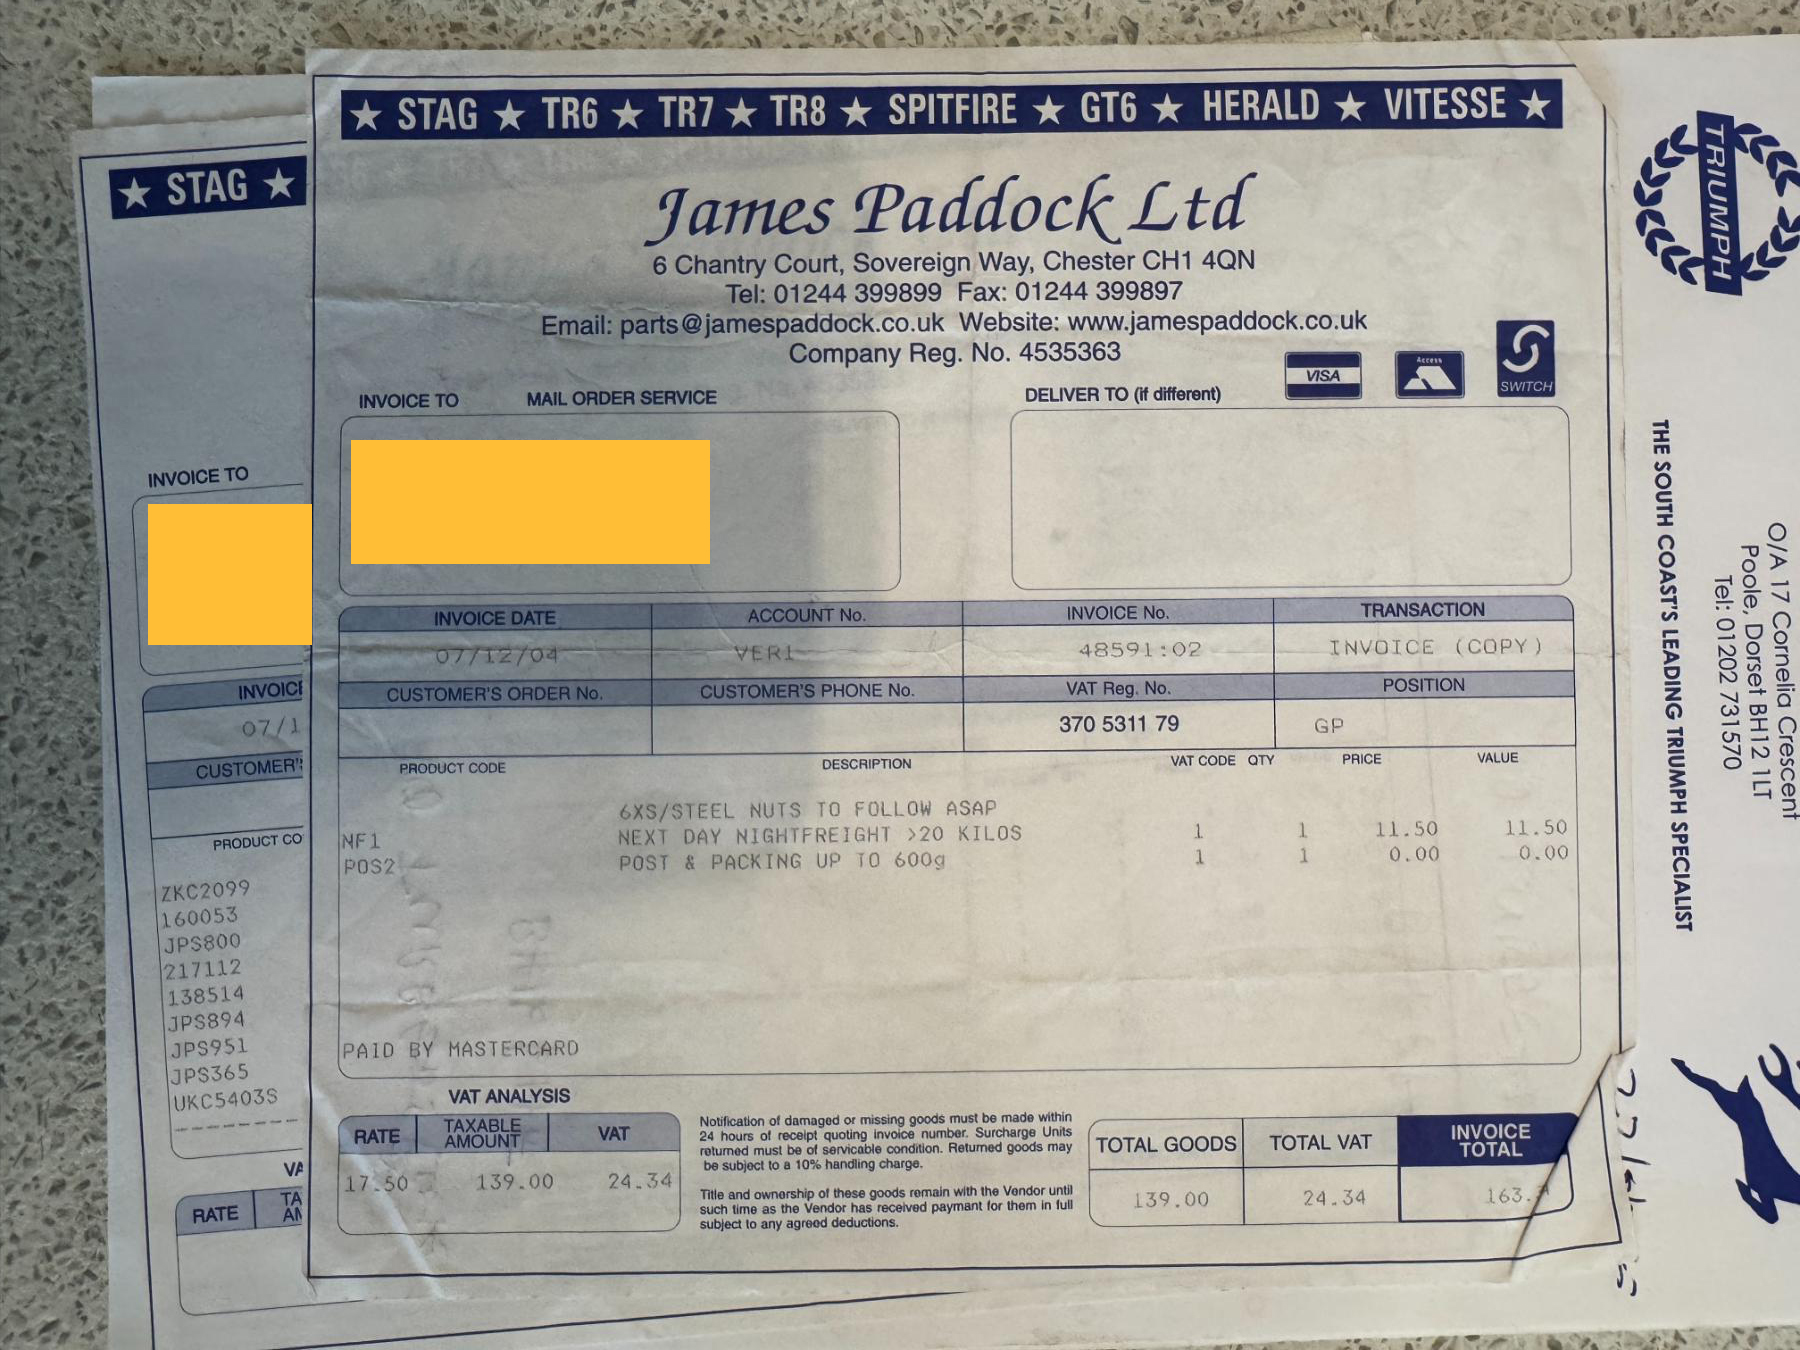 ★ STAG ★ TR6 ★ TR7 ★ TR8 ★ SPITFIRE ★ GT6 ★ HERALD ★ VITESSE ★
James Paddock Ltd
6 Chantry Court, Sovereign Way, Chester CH1 4QN
Tel: 01244 399899 Fax: 01244 399897
Email: parts@jamespaddock.co.uk Website: www.jamespaddock.co.uk
Company Reg. No. 4535363
VISA
Access
SWITCH
INVOICE TO MAIL ORDER SERVICE DELIVER TO (if different)
INVOICE DATE ACCOUNT No. INVOICE No. TRANSACTION
07/12/04 VER1 48591:02 INVOICE (COPY)
CUSTOMER'S ORDER No. CUSTOMER'S PHONE No. VAT Reg. No. POSITION
370 5311 79 GP
PRODUCT CODE DESCRIPTION VAT CODE QTY PRICE VALUE
6XS/STEEL NUTS TO FOLLOW ASAP
NF1 NEXT DAY NIGHTFREIGHT >20 KILOS 1 1 11.50 11.50
POS2 POST & PACKING UP TO 600g 1 1 0.00 0.00
PAID BY MASTERCARD
VAT ANALYSIS
RATE TAXABLE AMOUNT VAT
17.50 139.00 24.34
Notification of damaged or missing goods must be made within
24 hours of receipt quoting invoice number. Surcharge Units
returned must be of servicable condition. Returned goods may
be subject to a 10% handling charge.
Title and ownership of these goods remain with the Vendor until
such time as the Vendor has received paymant for them in full
subject to any agreed deductions.
TOTAL GOODS TOTAL VAT INVOICE TOTAL
139.00 24.34 163.
★ STAG ★
INVOICE TO
INVOICE
07/1
CUSTOMER'S
PRODUCT CO
ZKC2099
160053
JPS800
217112
138514
JPS894
JPS951
JPS365
UKC5403S
VA
RATE TA
AM
TRIUMPH
THE SOUTH COAST'S LEADING TRIUMPH SPECIALIST
O/A 17 Cornelia Crescent
Poole, Dorset BH12 1LT
Tel: 01202 731570